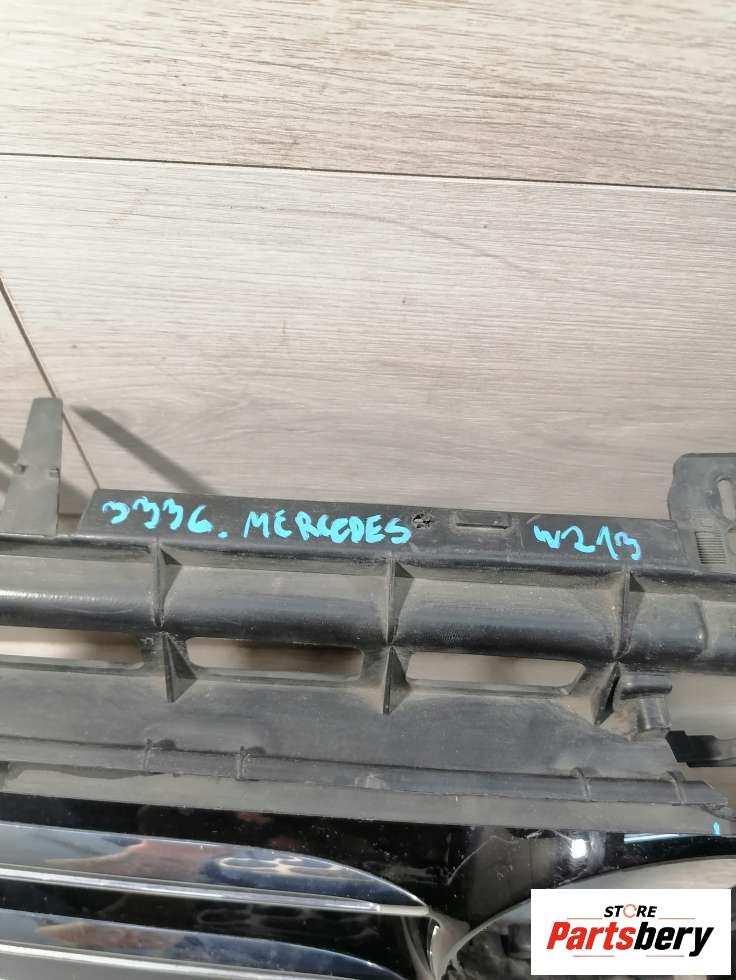 3336. MERCEDES W213
STORE
Partsbery